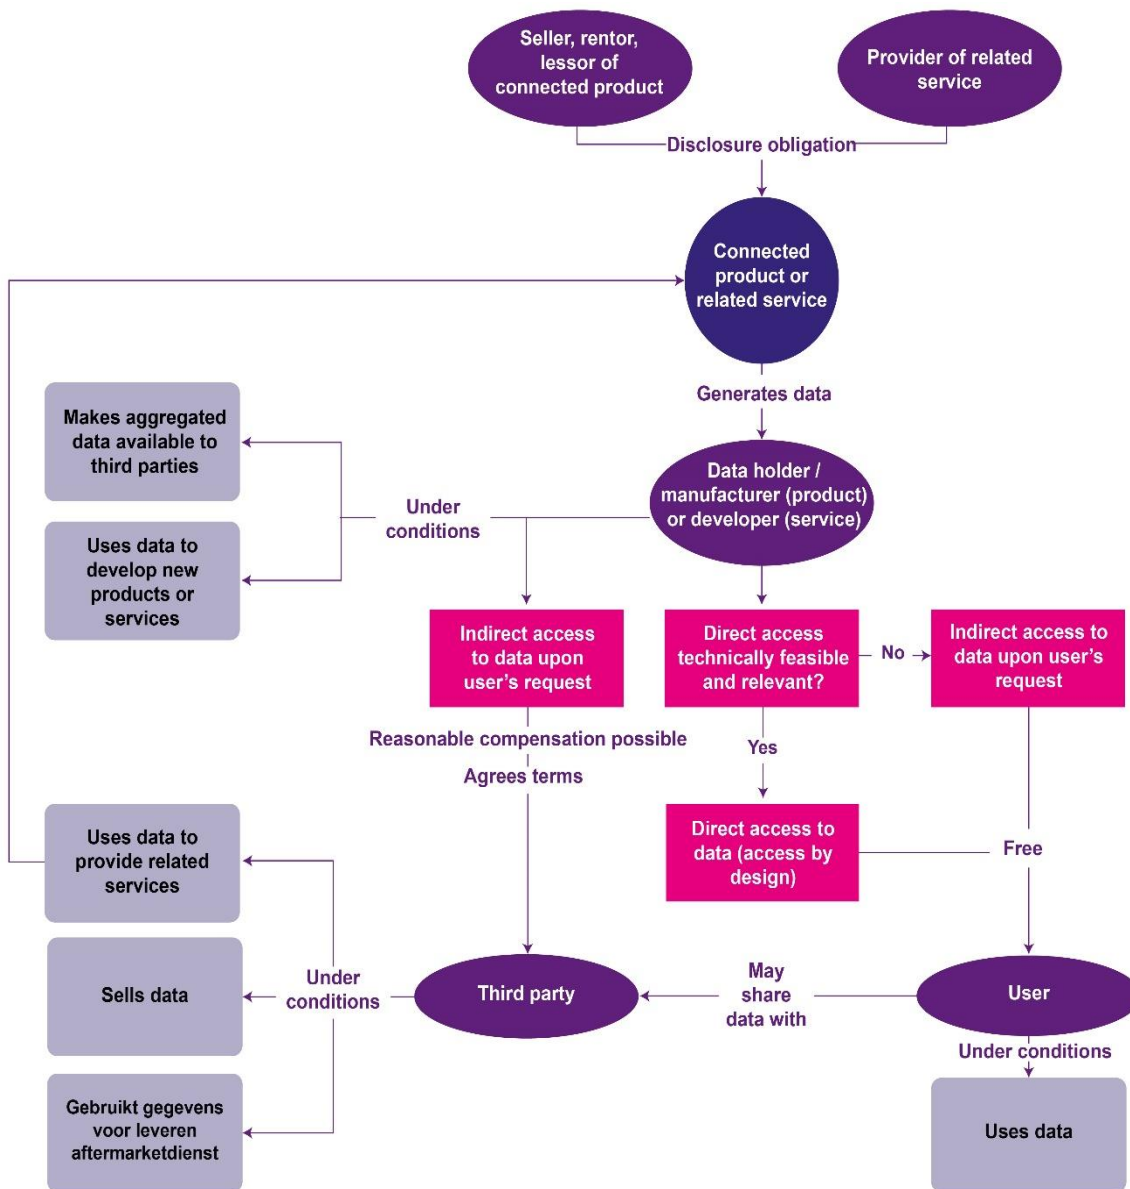 Seller, rentor,
lessor of
connected product
Provider of related
service
Disclosure obligation
Connected
product or
related service
Generates data
Makes aggregated
data available to
third parties
Data holder /
manufacturer (product)
or developer (service)
Under
conditions
Uses data to
develop new
products or
services
Indirect access
to data upon
user's request
Direct access
technically feasible
and relevant?
No
Indirect access to
data upon user's
request
Reasonable compensation possible
Yes
Agrees terms
Uses data to
provide related
services
Direct access to
data (access by
design)
Free
Under
conditions
Sells data
Third party
May
share
data with
User
Under conditions
Gebruikt gegevens
voor leveren
aftermarketdienst
Uses data